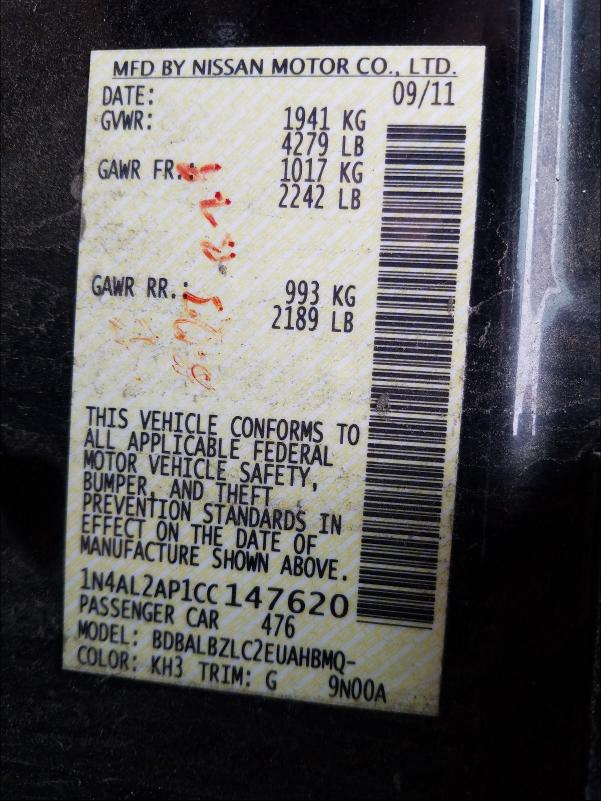 MFD BY NISSAN MOTOR CO., LTD.
DATE: 09/11
GVWR: 1941 KG
4279 LB
GAWR FR.: 1017 KG
2242 LB
GAWR RR.: 993 KG
2189 LB
THIS VEHICLE CONFORMS TO
ALL APPLICABLE FEDERAL
MOTOR VEHICLE SAFETY,
BUMPER, AND THEFT
PREVENTION STANDARDS IN
EFFECT ON THE DATE OF
MANUFACTURE SHOWN ABOVE.
1N4AL2AP1CC147620
PASSENGER CAR 476
MODEL: BDBALBZLC2EUAHBMQ-
COLOR: KH3 TRIM: G 9N00A